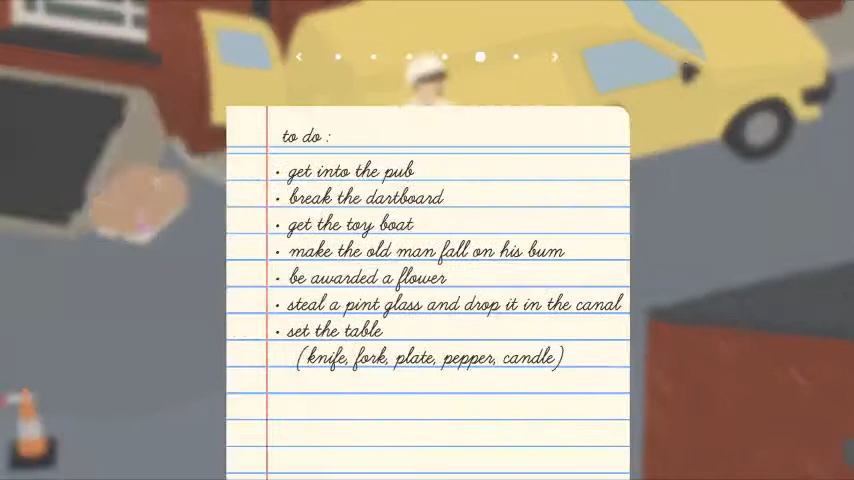 to do :
• get into the pub
• break the dartboard
• get the toy boat
• make the old man fall on his bum
• be awarded a flower
• steal a pint glass and drop it in the canal
• set the table
(knife, fork, plate, pepper, candle)